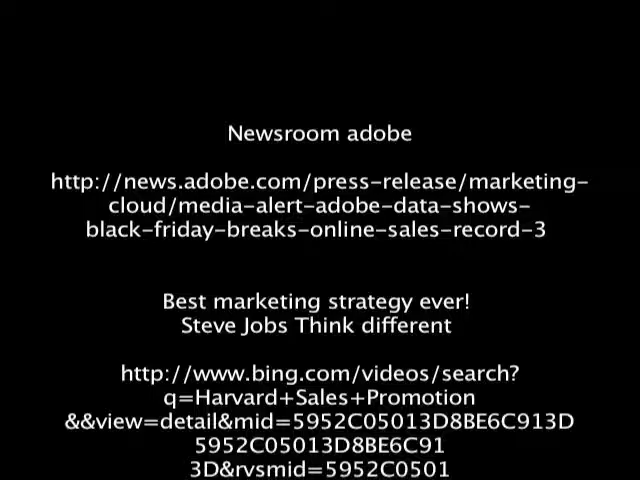 Newsroom adobe
http://news.adobe.com/press-release/marketing-
cloud/media-alert-adobe-data-shows-
black-friday-breaks-online-sales-record-3
Best marketing strategy ever!
Steve Jobs Think different
http://www.bing.com/videos/search?
q=Harvard+Sales+Promotion
&&view=detail&mid=5952C05013D8BE6C913D
5952C05013D8BE6C91
3D&rvsmid=5952C0501